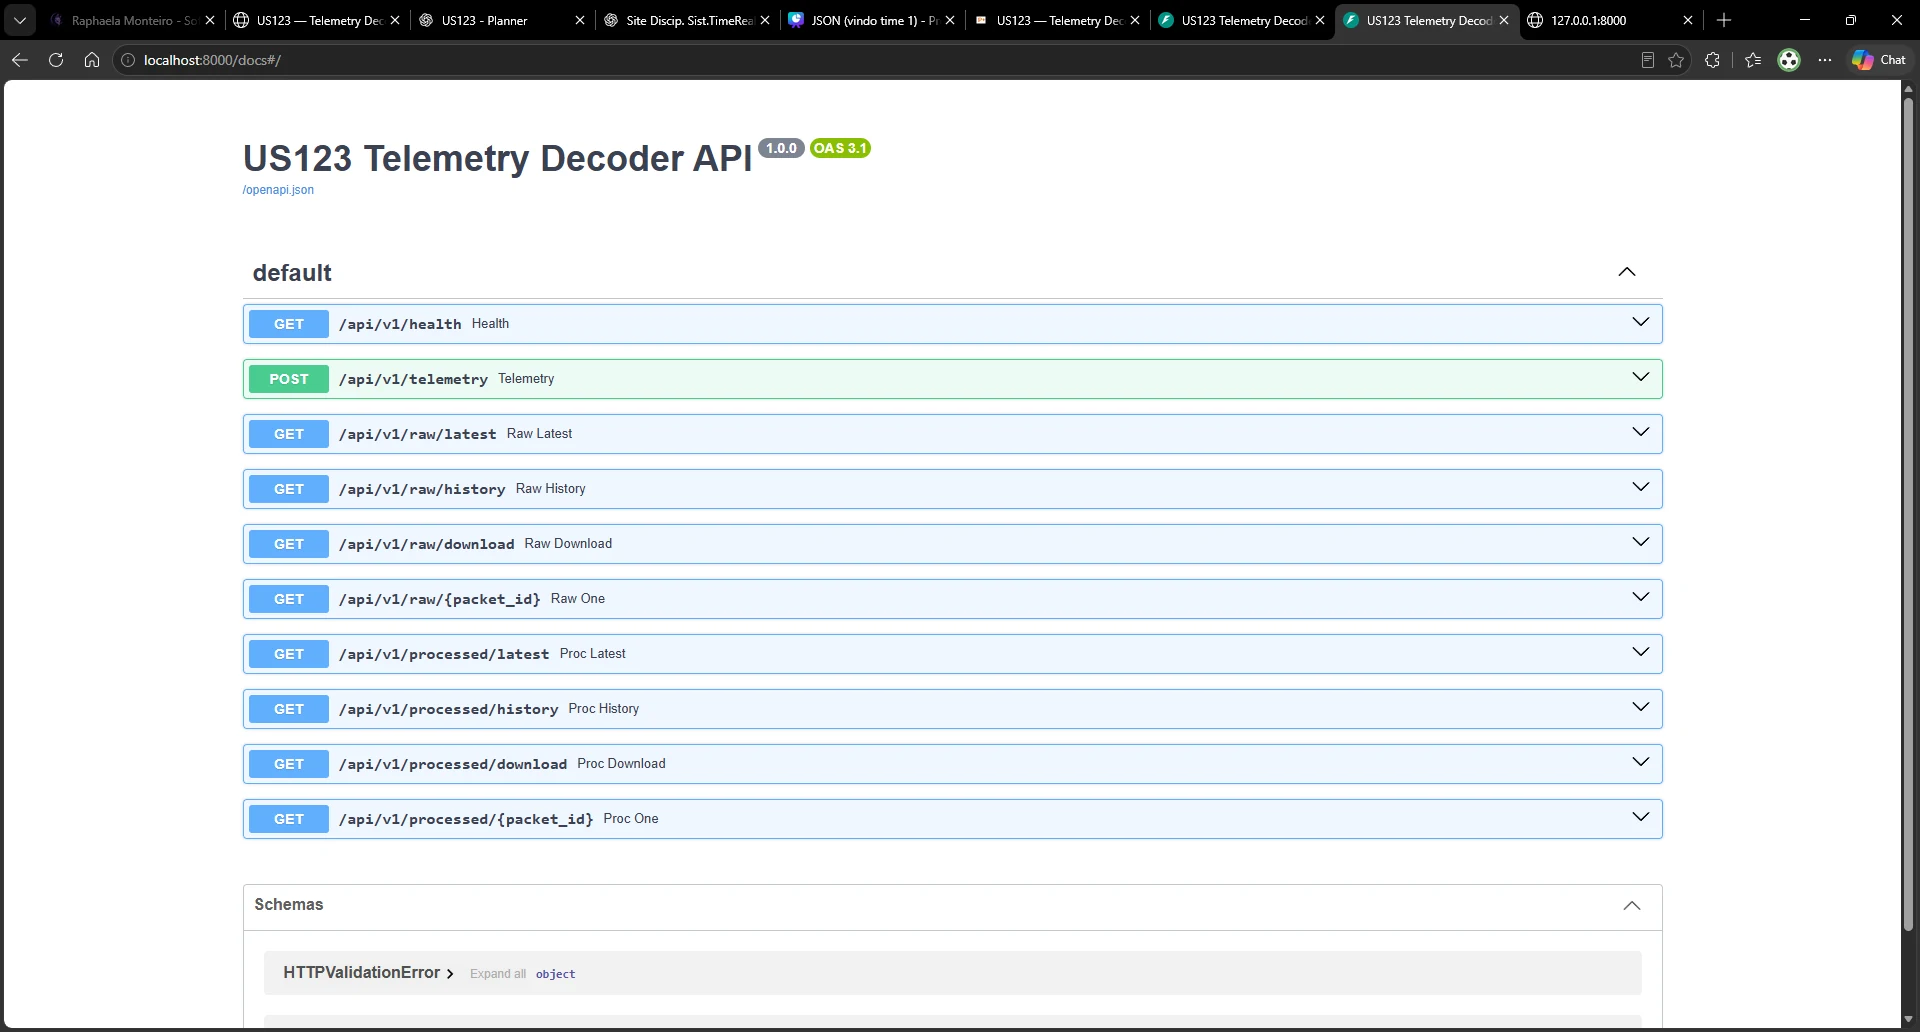 Raphaela Monteiro - So
US123 — Telemetry Dec
US123 - Planner
Site Discip. Sist.TimeRea
JSON (vindo time 1) - Pr
US123 — Telemetry Dec
US123 Telemetry Decod
US123 Telemetry Decod
127.0.0.1:8000
localhost:8000/docs#/
Chat
US123 Telemetry Decoder API 1.0.0 OAS 3.1
/openapi.json
default
GET /api/v1/health Health
POST /api/v1/telemetry Telemetry
GET /api/v1/raw/latest Raw Latest
GET /api/v1/raw/history Raw History
GET /api/v1/raw/download Raw Download
GET /api/v1/raw/{packet_id} Raw One
GET /api/v1/processed/latest Proc Latest
GET /api/v1/processed/history Proc History
GET /api/v1/processed/download Proc Download
GET /api/v1/processed/{packet_id} Proc One
Schemas
HTTPValidationError Expand all object